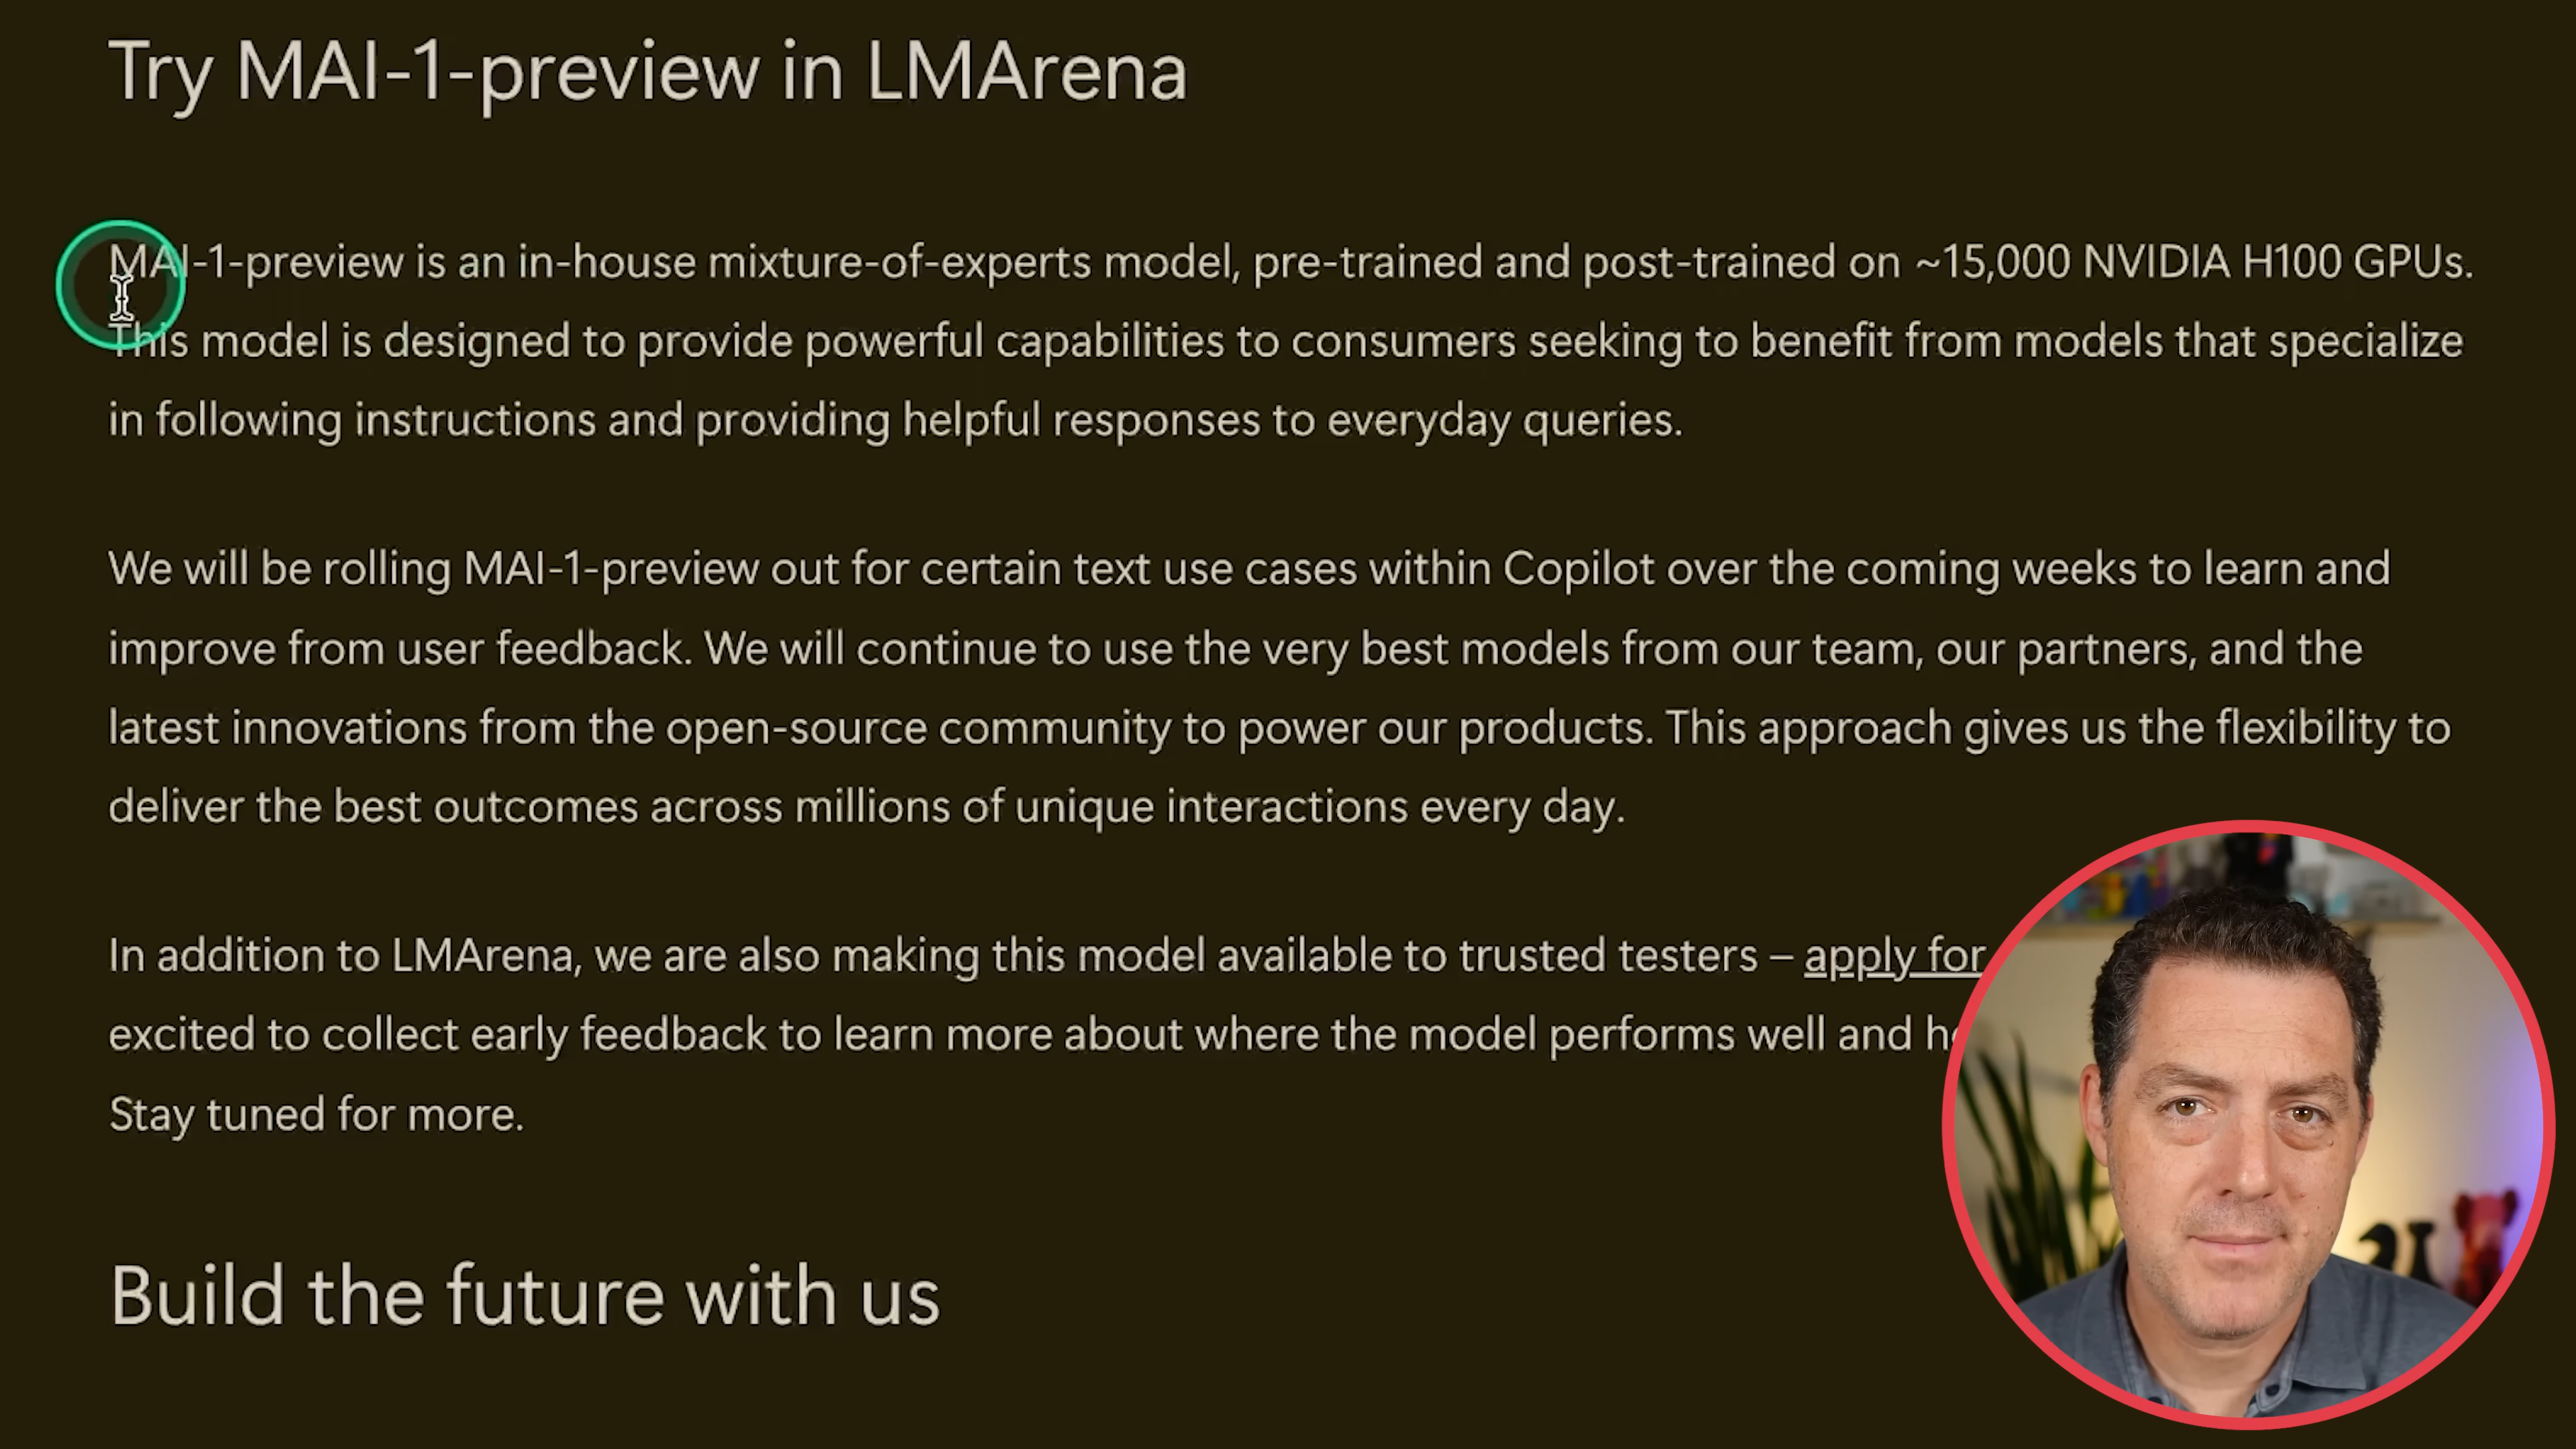 Try MAI-1-preview in LMArena
MAI-1-preview is an in-house mixture-of-experts model, pre-trained and post-trained on ~15,000 NVIDIA H100 GPUs.
This model is designed to provide powerful capabilities to consumers seeking to benefit from models that specialize
in following instructions and providing helpful responses to everyday queries.
We will be rolling MAI-1-preview out for certain text use cases within Copilot over the coming weeks to learn and
improve from user feedback. We will continue to use the very best models from our team, our partners, and the
latest innovations from the open-source community to power our products. This approach gives us the flexibility to
deliver the best outcomes across millions of unique interactions every day.
In addition to LMArena, we are also making this model available to trusted testers – apply for
excited to collect early feedback to learn more about where the model performs well and
Stay tuned for more.
Build the future with us